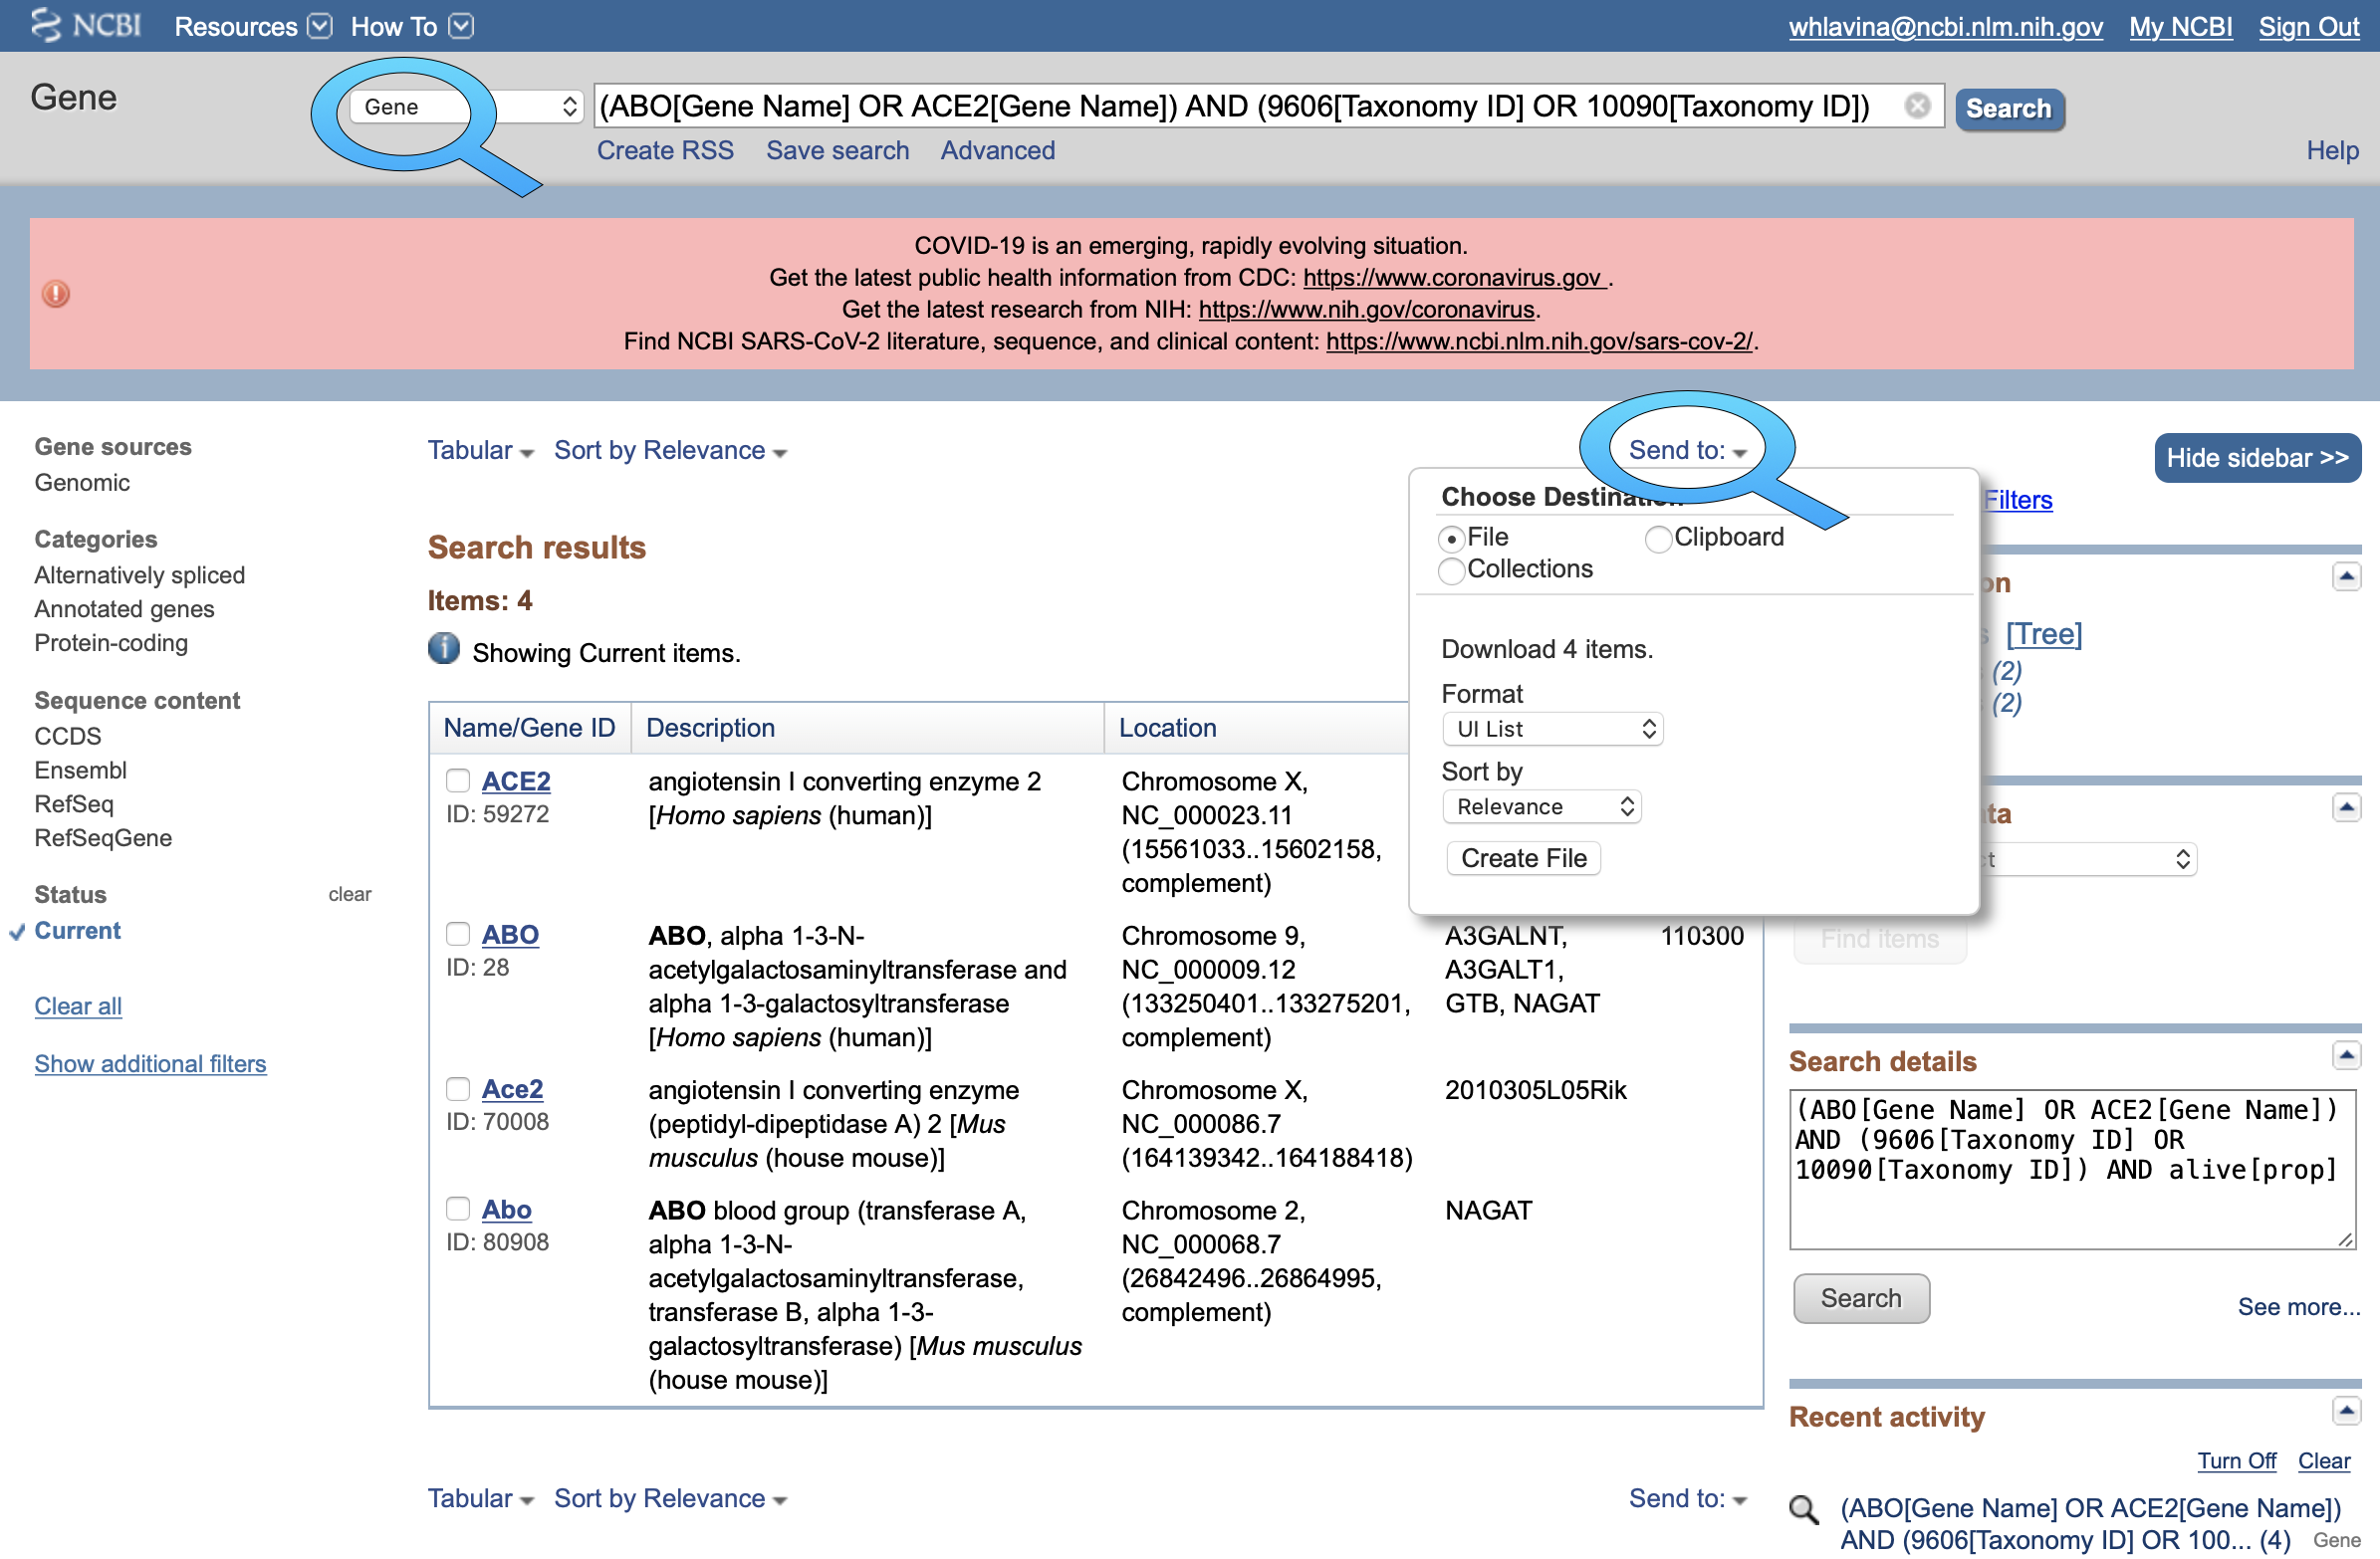 NCBI Resources How To whlavina@ncbi.nlm.nih.gov My NCBI Sign Out
Gene
Gene (ABO[Gene Name] OR ACE2[Gene Name]) AND (9606[Taxonomy ID] OR 10090[Taxonomy ID]) Search
Create RSS Save search Advanced
Help
COVID-19 is an emerging, rapidly evolving situation.
Get the latest public health information from CDC: https://www.coronavirus.gov .
Get the latest research from NIH: https://www.nih.gov/coronavirus.
Find NCBI SARS-CoV-2 literature, sequence, and clinical content: https://www.ncbi.nlm.nih.gov/sars-cov-2/.
Gene sources
Genomic
Categories
Alternatively spliced
Annotated genes
Protein-coding
Sequence content
CCDS
Ensembl
RefSeq
RefSeqGene
Status clear
Current
Clear all
Show additional filters
Tabular Sort by Relevance Send to:
Search results
Items: 4
Showing Current items.
Choose Destination
File Clipboard
Collections
Download 4 items.
Format
UI List
Sort by
Relevance
Create File
Name/Gene ID Description Location
ACE2
ID: 59272
angiotensin I converting enzyme 2
[Homo sapiens (human)]
Chromosome X,
NC_000023.11
(15561033..15602158,
complement)
ABO
ID: 28
ABO, alpha 1-3-N-
acetylgalactosaminyltransferase and
alpha 1-3-galactosyltransferase
[Homo sapiens (human)]
Chromosome 9,
NC_000009.12
(133250401..133275201,
complement)
A3GALNT,
A3GALT1,
GTB, NAGAT
110300
Ace2
ID: 70008
angiotensin I converting enzyme
(peptidyl-dipeptidase A) 2 [Mus
musculus (house mouse)]
Chromosome X,
NC_000086.7
(164139342..164188418)
2010305L05Rik
Abo
ID: 80908
ABO blood group (transferase A,
alpha 1-3-N-
acetylgalactosaminyltransferase,
transferase B, alpha 1-3-
galactosyltransferase) [Mus musculus
(house mouse)]
Chromosome 2,
NC_000068.7
(26842496..26864995,
complement)
NAGAT
Tabular Sort by Relevance Send to:
Hide sidebar >>
Filters
[Tree]
(2)
(2)
Find items
Search details
(ABO[Gene Name] OR ACE2[Gene Name])
AND (9606[Taxonomy ID] OR
10090[Taxonomy ID]) AND alive[prop]
Search
See more...
Recent activity
Turn Off Clear
(ABO[Gene Name] OR ACE2[Gene Name])
AND (9606[Taxonomy ID] OR 100... (4) Gene